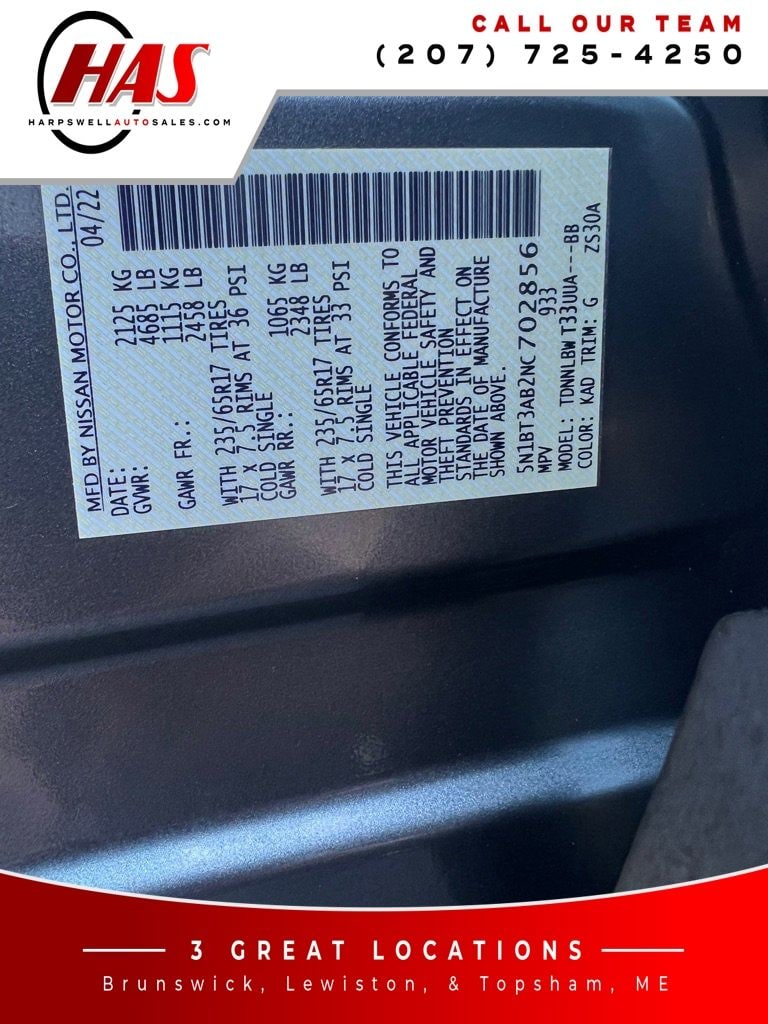 HAS
HARPSWELLAUTOSALES.COM
CALL OUR TEAM
(207) 725-4250
MFD BY NISSAN MOTOR CO., LTD.
DATE: 04/22
GVWR: 2125 KG
4685 LB
GAWR FR.: 1115 KG
2458 LB
WITH 235/65R17 TIRES
17 X 7.5 RIMS AT 36 PSI
COLD SINGLE
GAWR RR.: 1065 KG
2348 LB
WITH 235/65R17 TIRES
17 X 7.5 RIMS AT 33 PSI
COLD SINGLE
THIS VEHICLE CONFORMS TO
ALL APPLICABLE FEDERAL
MOTOR VEHICLE SAFETY AND
THEFT PREVENTION
STANDARDS IN EFFECT ON
THE DATE OF MANUFACTURE
SHOWN ABOVE.
5N1BT3AB2NC702856
MPV 933
MODEL: TDNNLBW T33UUA---BB
COLOR: KAD TRIM: G ZS30A
3 GREAT LOCATIONS
Brunswick, Lewiston, & Topsham, ME